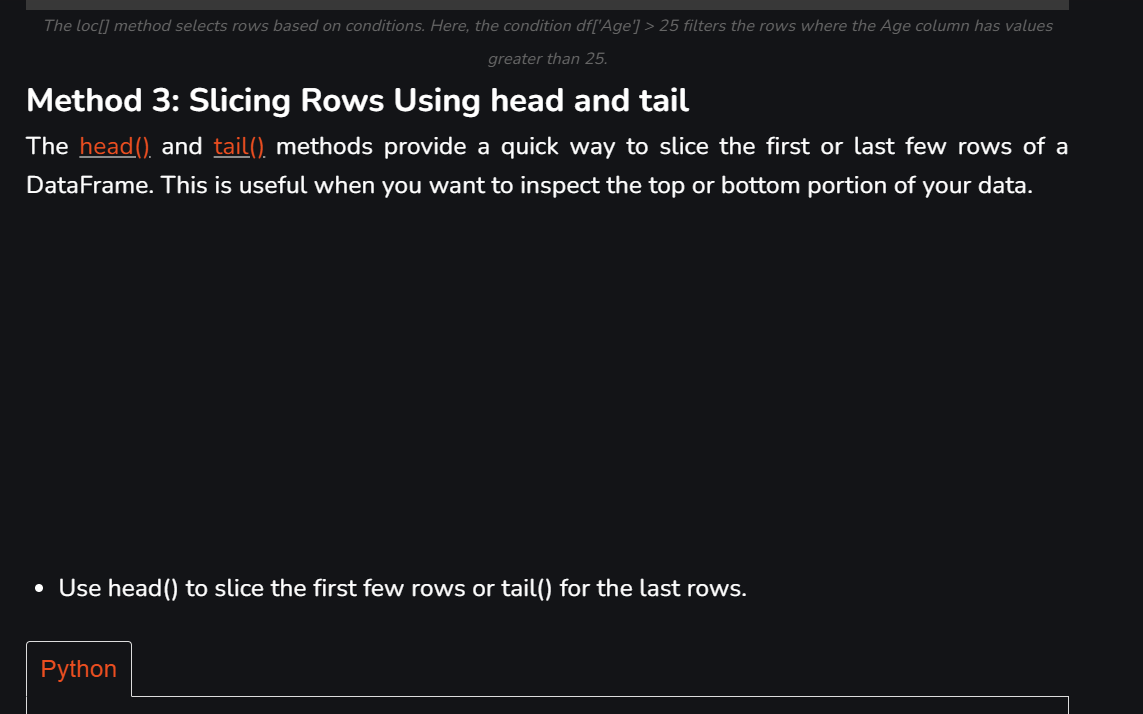 The loc[] method selects rows based on conditions. Here, the condition df['Age'] > 25 filters the rows where the Age column has values
greater than 25.
Method 3: Slicing Rows Using head and tail
The head() and tail() methods provide a quick way to slice the first or last few rows of a
DataFrame. This is useful when you want to inspect the top or bottom portion of your data.
• Use head() to slice the first few rows or tail() for the last rows.
Python